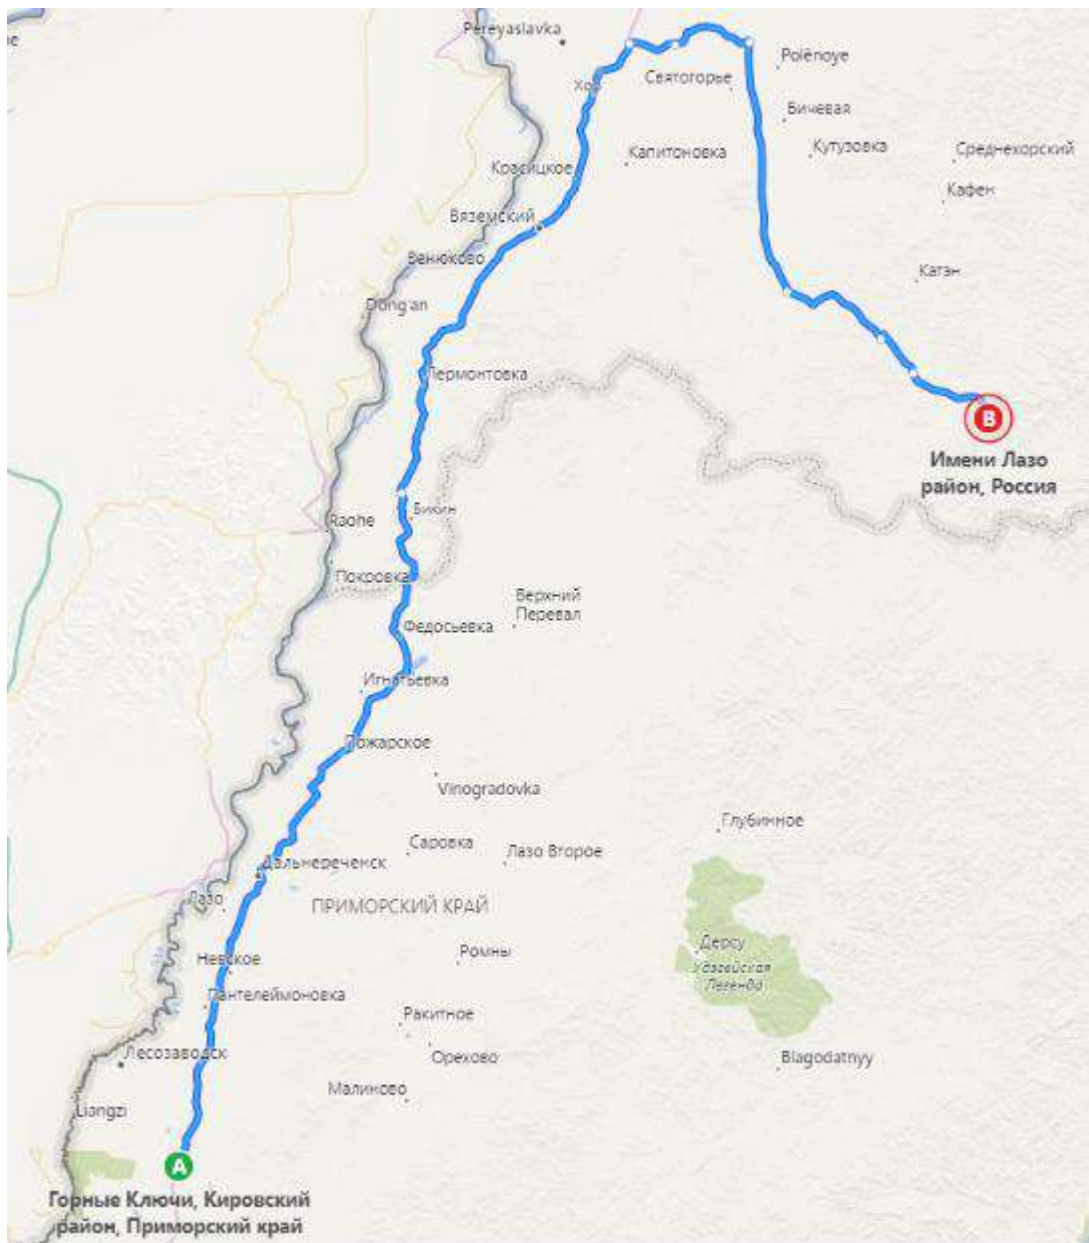 Pereyaslavka
Polënoye
Святогорье
Хор
Бичевая
Капитоновка
Кутузовка
Среднехорский
Красицкое
Кафен
Вяземский
Венюково
Катэн
Dong'an
Лермонтовка
B
Имени Лазо
район, Россия
Бикин
Raohe
Покровка
Верхний
Перевал
Федосьевка
Игнатьевка
Пожарское
Vinogradovka
Глубинное
Саровка
Лазо Второе
Дальнереченск
Лазо
ПРИМОРСКИЙ КРАЙ
Дерсу
Ромны
Невское
Удэгейская
Легенда
Пантелеймоновка
Ракитное
Лесозаводск
Орехово
Blagodatnyy
Малиново
Liangzi
A
Горные Ключи, Кировский
район, Приморский край